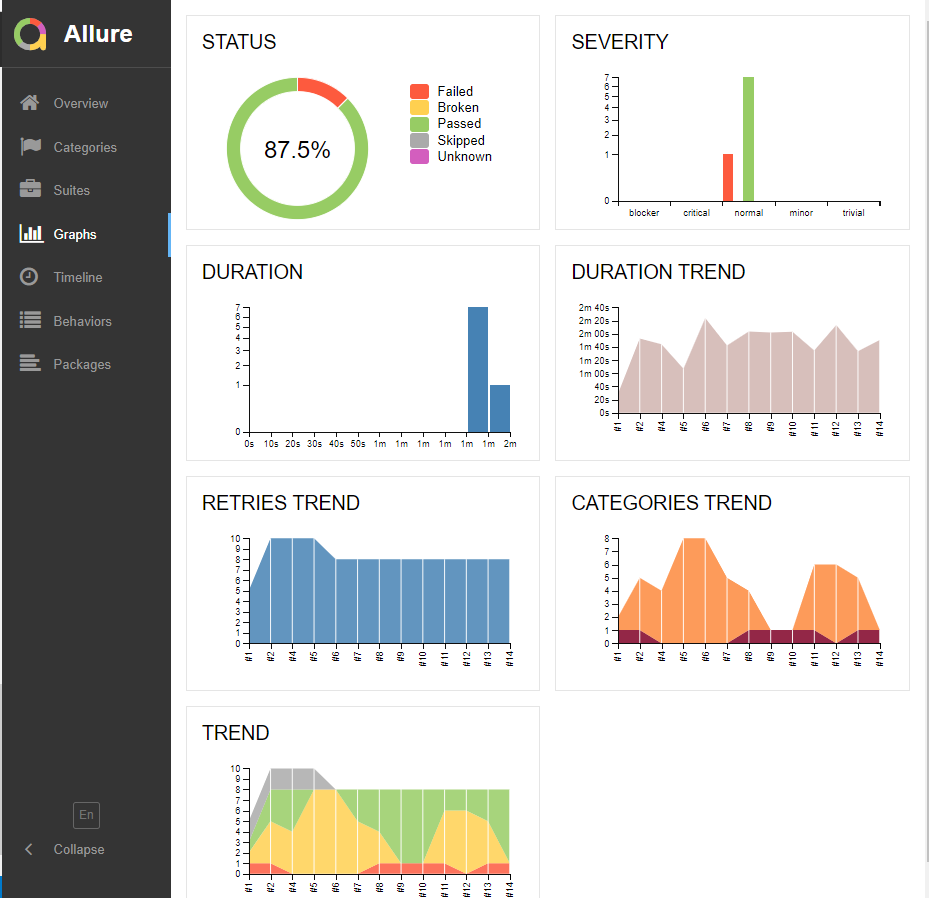 Allure
Overview
Categories
Suites
Graphs
Timeline
Behaviors
Packages
En
Collapse
STATUS
87.5%
Failed
Broken
Passed
Skipped
Unknown
SEVERITY
7
6
5
4
3
2
1
0
blocker critical normal minor trivial
DURATION
7
6
5
4
3
2
1
0
0s 10s 20s 30s 40s 50s 1m 1m 1m 1m 1m 1m 2m
DURATION TREND
2m 40s
2m 20s
2m 00s
1m 40s
1m 20s
1m 00s
40s
20s
0s
#1 #2 #4 #5 #6 #7 #8 #9 #10 #11 #12 #13 #14
RETRIES TREND
10
9
8
7
6
5
4
3
2
1
0
#1 #2 #4 #5 #6 #7 #8 #9 #10 #11 #12 #13 #14
CATEGORIES TREND
8
7
6
5
4
3
2
1
0
#1 #2 #4 #5 #6 #7 #8 #9 #10 #11 #12 #13 #14
TREND
10
9
8
7
6
5
4
3
2
1
0
#1 #2 #4 #5 #6 #7 #8 #9 #10 #11 #12 #13 #14